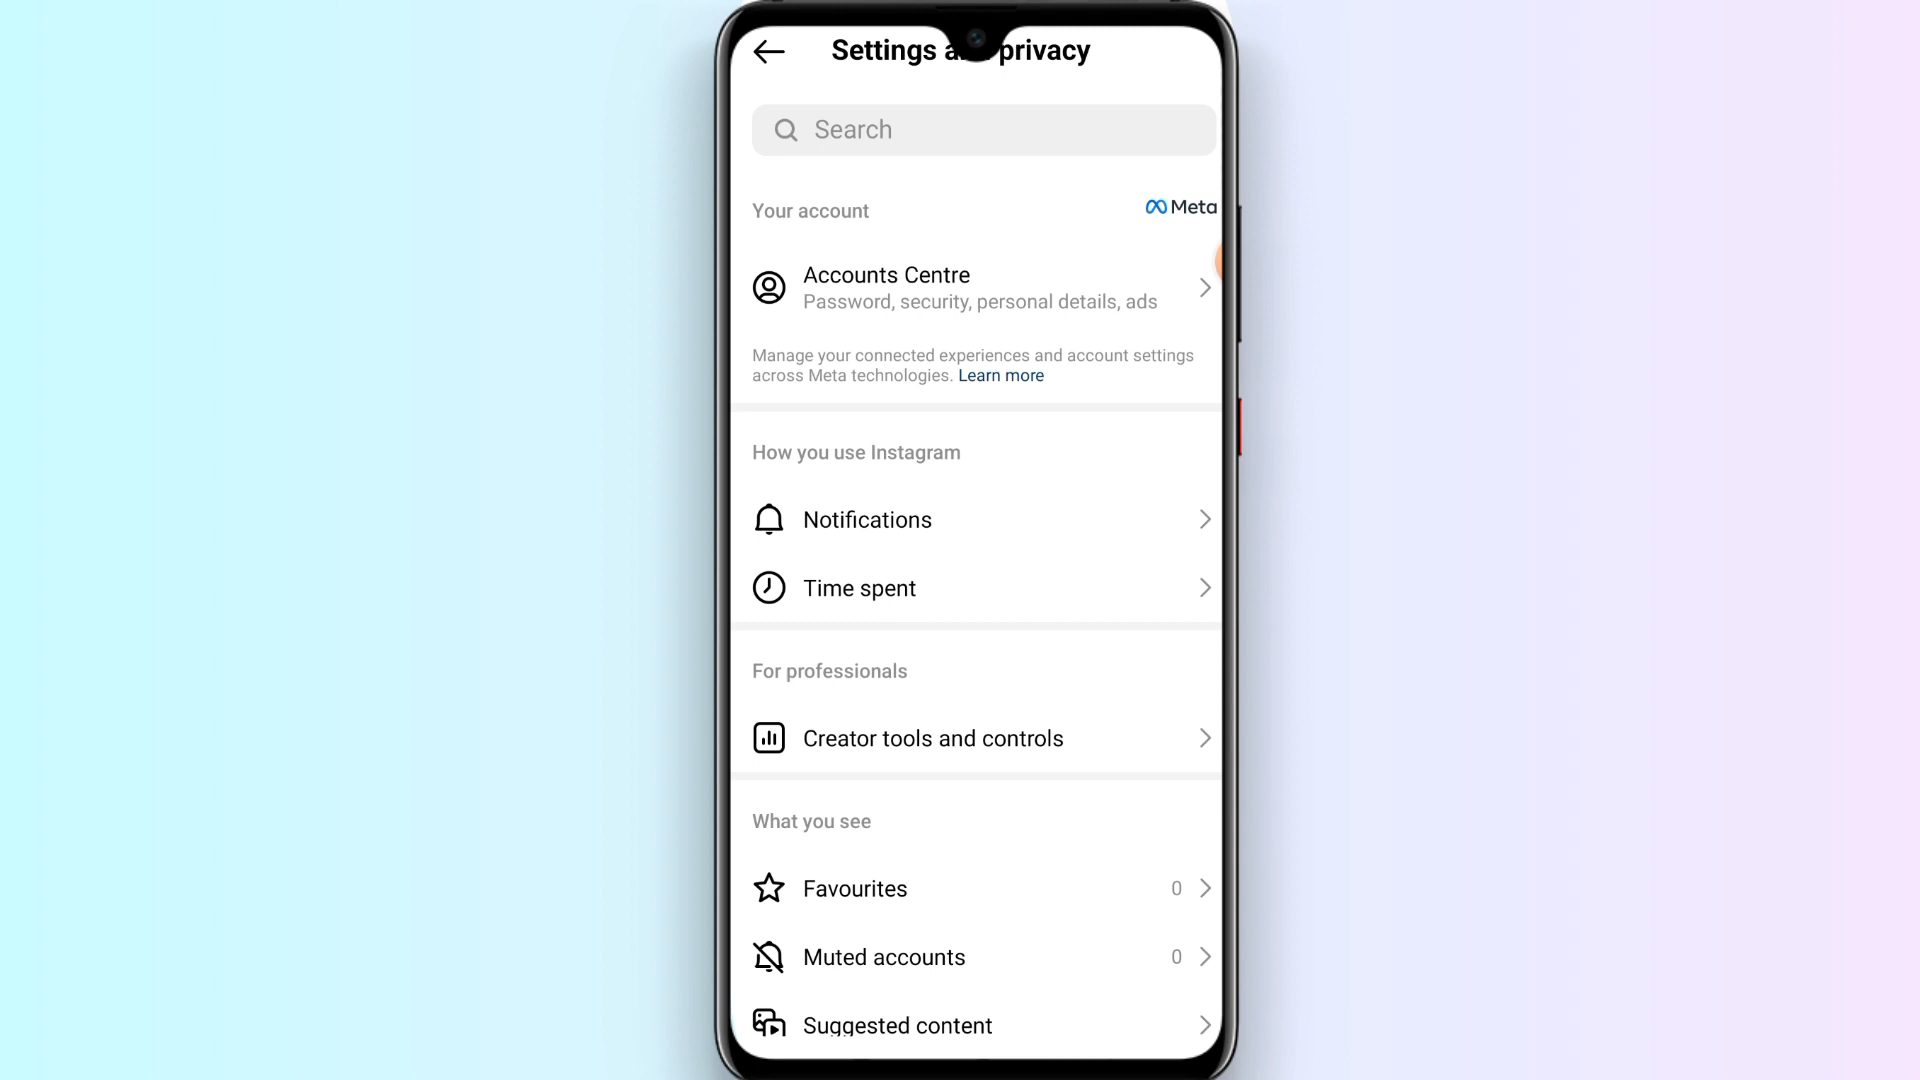 Settings a privacy
Search
Your account
Meta
Accounts Centre
Password, security, personal details, ads
Manage your connected experiences and account settings
across Meta technologies. Learn more
How you use Instagram
Notifications
Time spent
For professionals
Creator tools and controls
What you see
Favourites 0
Muted accounts 0
Suggested content